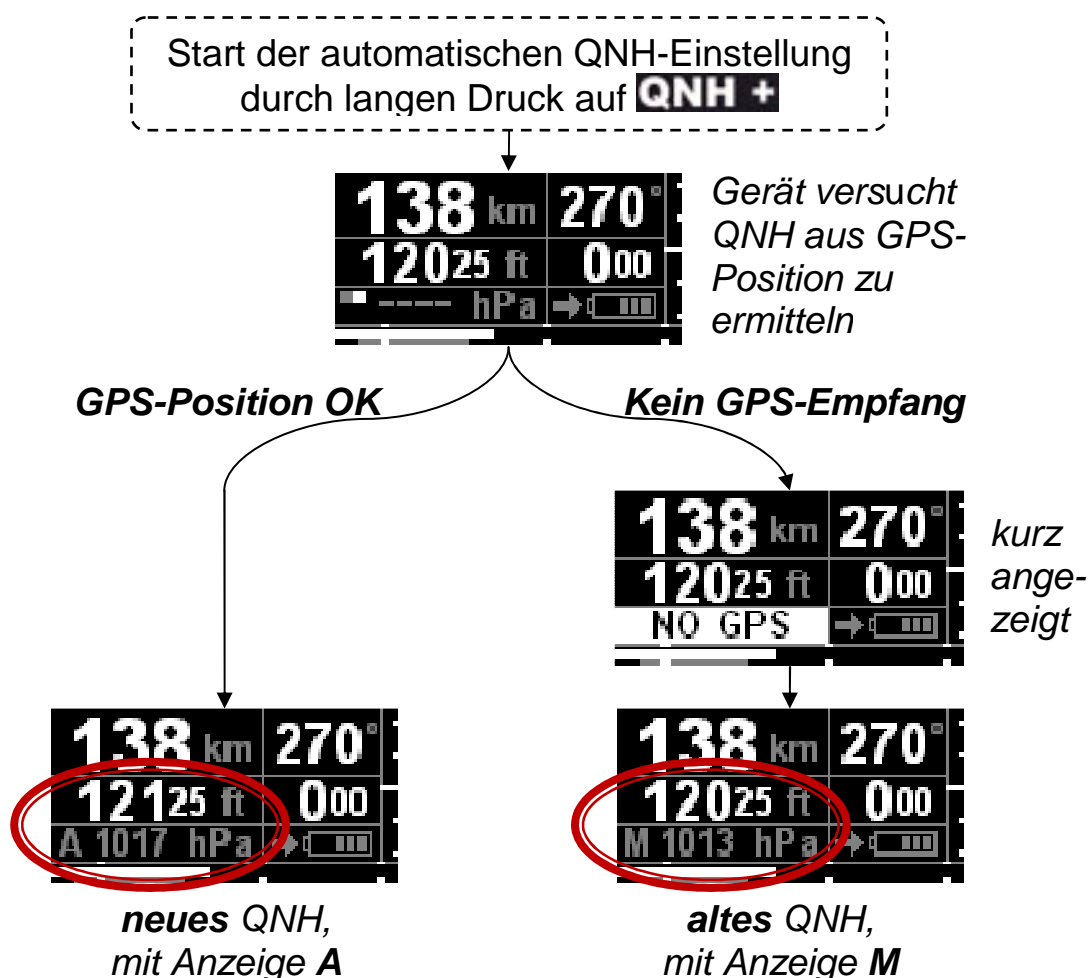 Start der automatischen QNH-Einstellung
durch langen Druck auf QNH +
138 km 270°
12025 ft 000
---- hPa
Gerät versucht
QNH aus GPS-
Position zu
ermitteln
GPS-Position OK
Kein GPS-Empfang
138 km 270°
12025 ft 000
NO GPS
kurz
ange-
zeigt
138 km 270°
12125 ft 000
A 1017 hPa
neues QNH,
mit Anzeige A
138 km 270°
12025 ft 000
M 1013 hPa
altes QNH,
mit Anzeige M